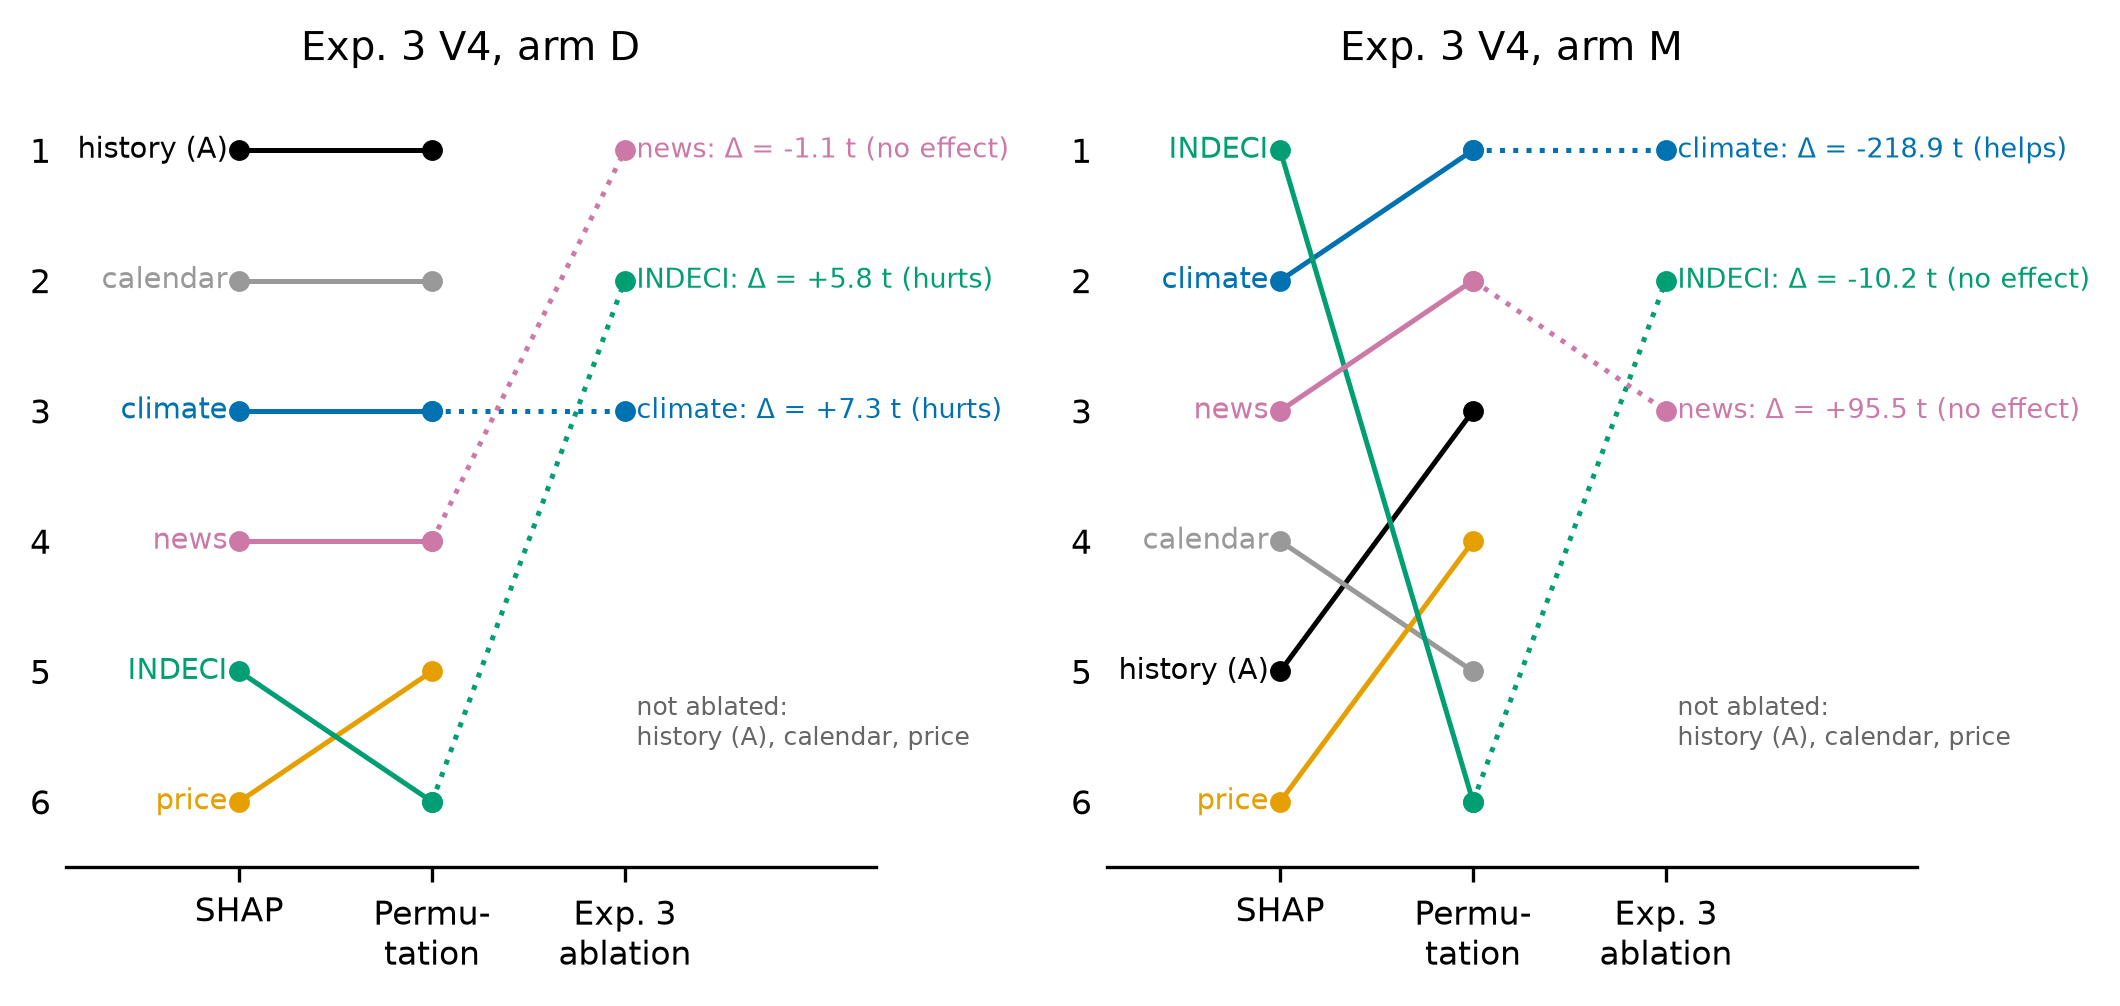 Exp. 3 V4, arm D
1
history (A)
news: Δ = -1.1 t (no effect)
2
calendar
INDECI: Δ = +5.8 t (hurts)
3
climate
climate: Δ = +7.3 t (hurts)
4
news
5
INDECI
not ablated:
history (A), calendar, price
6
price
SHAP
Permu-
tation
Exp. 3
ablation
Exp. 3 V4, arm M
1
INDECI
climate: Δ = -218.9 t (helps)
2
climate
INDECI: Δ = -10.2 t (no effect)
3
news
news: Δ = +95.5 t (no effect)
4
calendar
5
history (A)
not ablated:
history (A), calendar, price
6
price
SHAP
Permu-
tation
Exp. 3
ablation